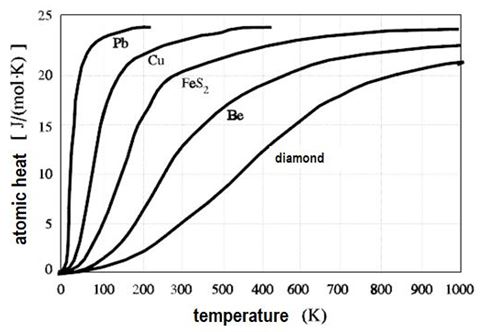 25
20
15
10
5
0
atomic heat [ J/(mol·K) ]
Pb
Cu
FeS₂
Be
diamond
0 100 200 300 400 600 700 800 900 1000
temperature (K)